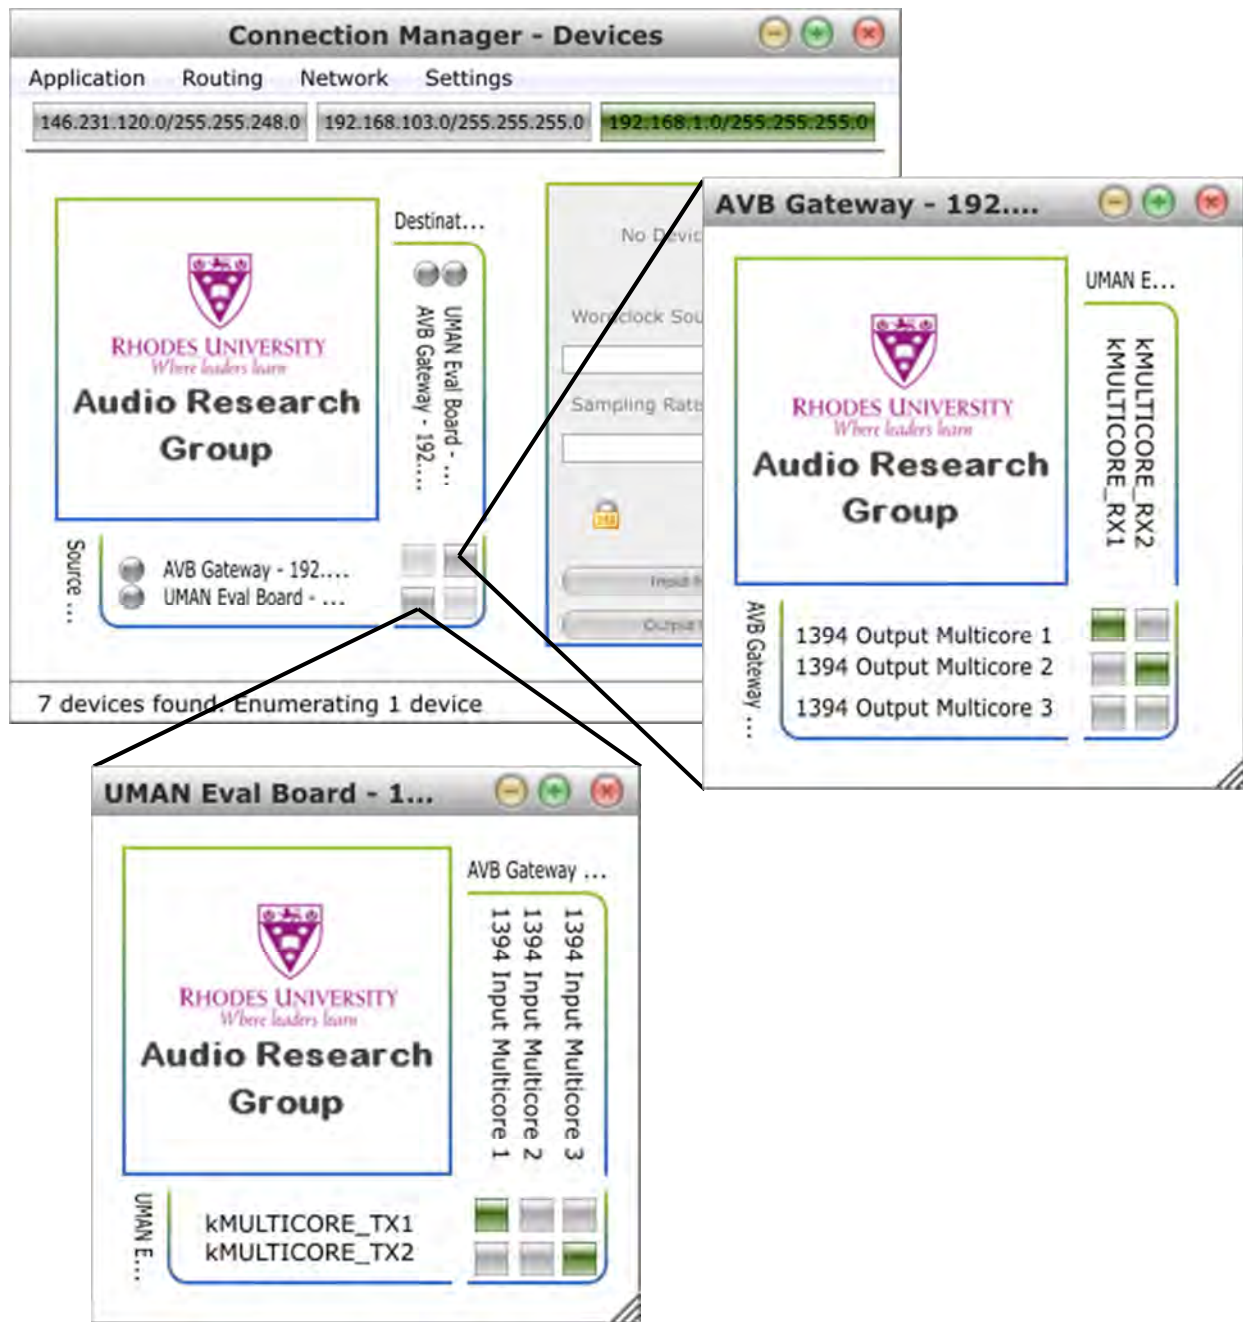 Connection Manager - Devices
Application Routing Network Settings
146.231.120.0/255.255.248.0 192.168.103.0/255.255.255.0 192.168.1.0/255.255.255.0
RHODES UNIVERSITY
Where leaders learn
Audio Research
Group
Destinat...
AVB Gateway - 192....
UMAN Eval Board - ...
Source ...
AVB Gateway - 192....
UMAN Eval Board - ...
No Devic
Wordclock Sou
Sampling Rate
Input
Output
7 devices found. Enumerating 1 device
AVB Gateway - 192....
RHODES UNIVERSITY
Where leaders learn
Audio Research
Group
UMAN E...
kMULTICORE_RX1
kMULTICORE_RX2
AVB Gateway ...
1394 Output Multicore 1
1394 Output Multicore 2
1394 Output Multicore 3
UMAN Eval Board - 1...
RHODES UNIVERSITY
Where leaders learn
Audio Research
Group
AVB Gateway ...
1394 Input Multicore 1
1394 Input Multicore 2
1394 Input Multicore 3
UMAN E...
kMULTICORE_TX1
kMULTICORE_TX2